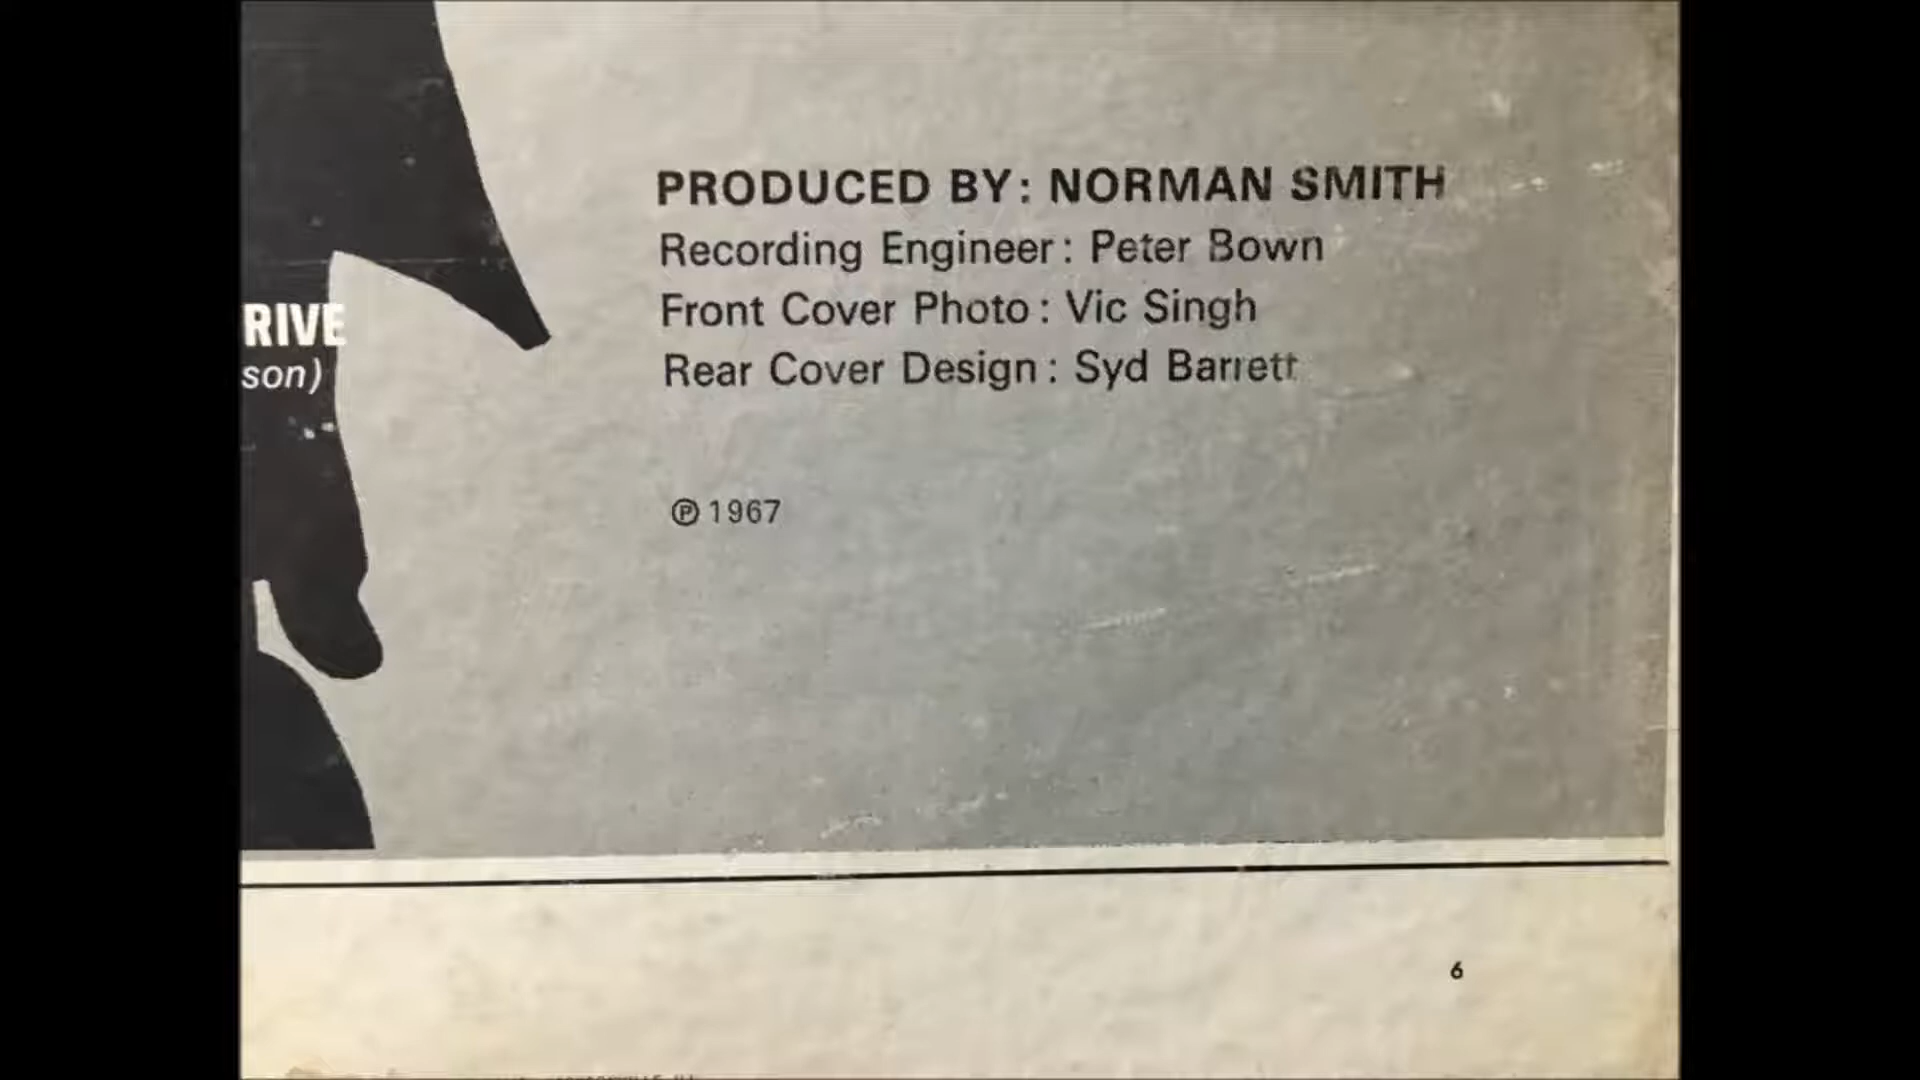 PRODUCED BY: NORMAN SMITH
Recording Engineer: Peter Bown
Front Cover Photo: Vic Singh
Rear Cover Design: Syd Barrett
RIVE
son)
℗ 1967
6